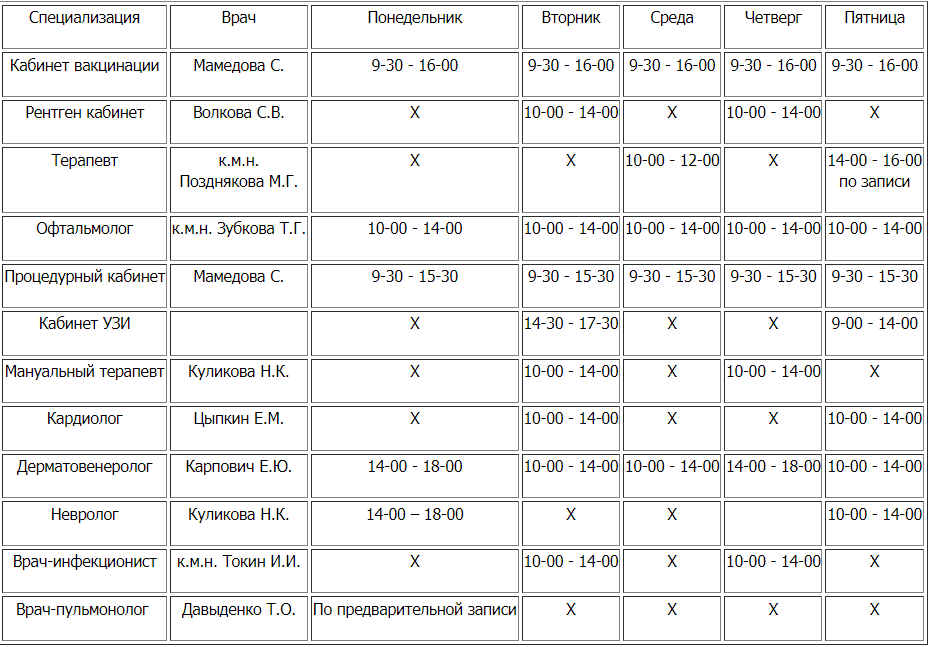 Специализация Врач Понедельник Вторник Среда Четверг Пятница
Кабинет вакцинации Мамедова С. 9-30 - 16-00 9-30 - 16-00 9-30 - 16-00 9-30 - 16-00 9-30 - 16-00
Рентген кабинет Волкова С.В. X 10-00 - 14-00 X 10-00 - 14-00 X
Терапевт к.м.н. X X 10-00 - 12-00 X 14-00 - 16-00
Позднякова М.Г. по записи
Офтальмолог к.м.н. Зубкова Т.Г. 10-00 - 14-00 10-00 - 14-00 10-00 - 14-00 10-00 - 14-00 10-00 - 14-00
Процедурный кабинет Мамедова С. 9-30 - 15-30 9-30 - 15-30 9-30 - 15-30 9-30 - 15-30 9-30 - 15-30
Кабинет УЗИ X 14-30 - 17-30 X X 9-00 - 14-00
Мануальный терапевт Куликова Н.К. X 10-00 - 14-00 X 10-00 - 14-00 X
Кардиолог Цыпкин Е.М. X 10-00 - 14-00 X X 10-00 - 14-00
Дерматовенеролог Карпович Е.Ю. 14-00 - 18-00 10-00 - 14-00 10-00 - 14-00 14-00 - 18-00 10-00 - 14-00
Невролог Куликова Н.К. 14-00 – 18-00 X X 10-00 - 14-00
Врач-инфекционист к.м.н. Токин И.И. X 10-00 - 14-00 X 10-00 - 14-00 X
Врач-пульмонолог Давыденко Т.О. По предварительной записи X X X X